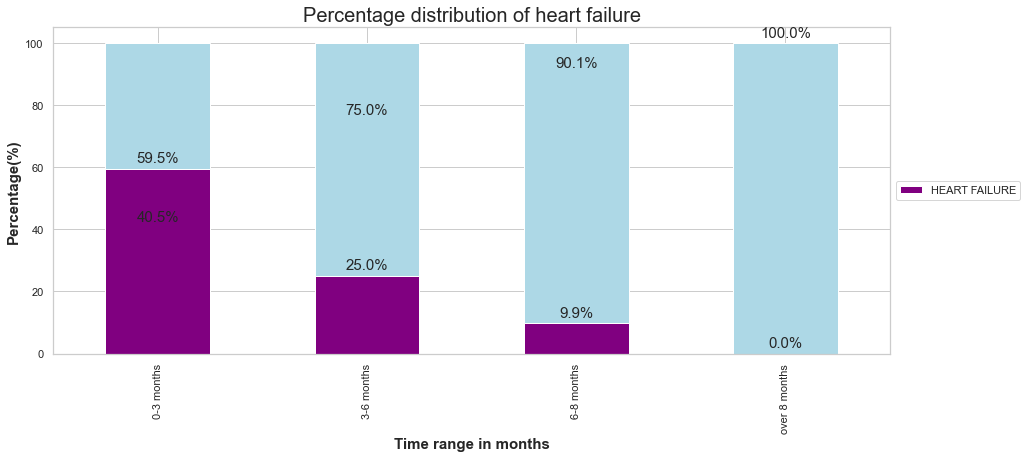 Percentage distribution of heart failure
100
80
60
40
20
0
Percentage(%)
59.5%
40.5%
75.0%
25.0%
90.1%
9.9%
100.0%
0.0%
0-3 months
3-6 months
6-8 months
over 8 months
Time range in months
HEART FAILURE